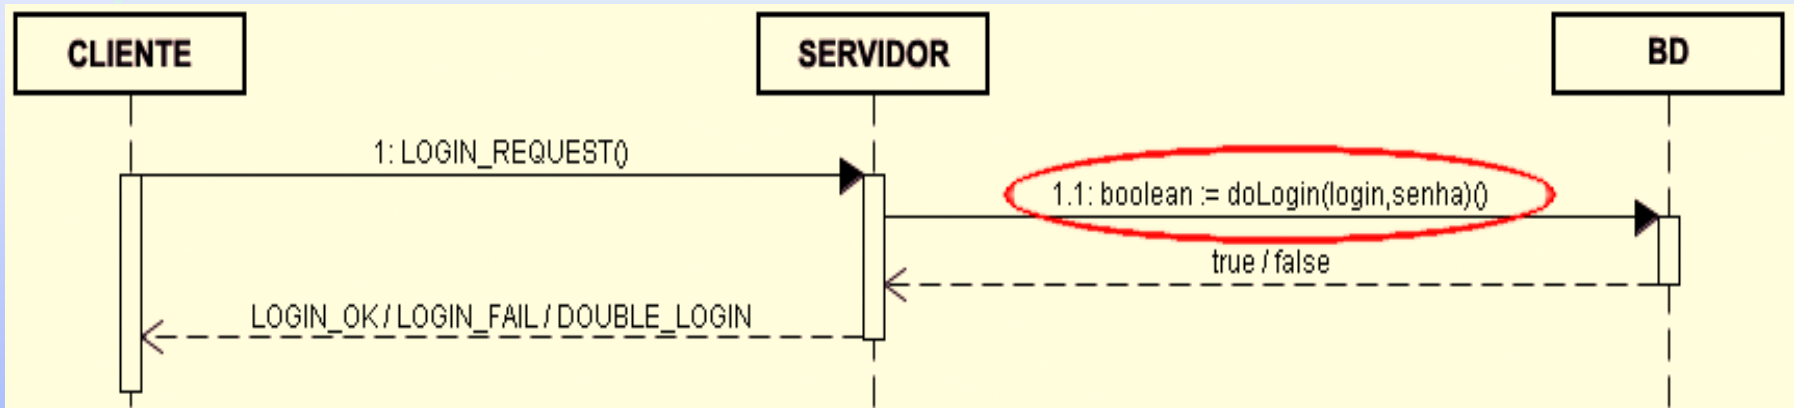 CLIENTE
SERVIDOR
BD
1: LOGIN_REQUEST()
1.1: boolean := doLogin(login,senha)()
true / false
LOGIN_OK / LOGIN_FAIL / DOUBLE_LOGIN